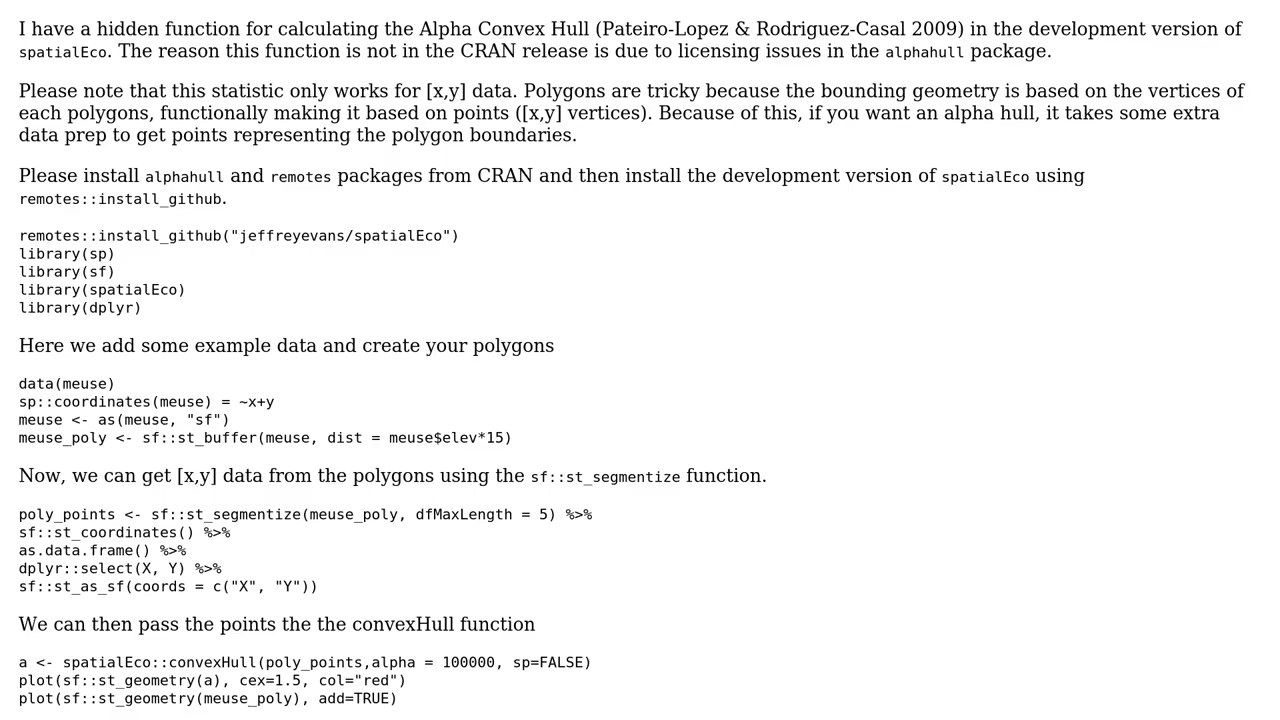 I have a hidden function for calculating the Alpha Convex Hull (Pateiro-Lopez & Rodriguez-Casal 2009) in the development version of
spatialEco. The reason this function is not in the CRAN release is due to licensing issues in the alphahull package.
Please note that this statistic only works for [x,y] data. Polygons are tricky because the bounding geometry is based on the vertices of
each polygons, functionally making it based on points ([x,y] vertices). Because of this, if you want an alpha hull, it takes some extra
data prep to get points representing the polygon boundaries.
Please install alphahull and remotes packages from CRAN and then install the development version of spatialEco using
remotes::install_github.
remotes::install_github("jeffreyevans/spatialEco")
library(sp)
library(sf)
library(spatialEco)
library(dplyr)
Here we add some example data and create your polygons
data(meuse)
sp::coordinates(meuse) = ~x+y
meuse <- as(meuse, "sf")
meuse_poly <- sf::st_buffer(meuse, dist = meuse$elev*15)
Now, we can get [x,y] data from the polygons using the sf::st_segmentize function.
poly_points <- sf::st_segmentize(meuse_poly, dfMaxLength = 5) %>%
sf::st_coordinates() %>%
as.data.frame() %>%
dplyr::select(X, Y) %>%
sf::st_as_sf(coords = c("X", "Y"))
We can then pass the points the the convexHull function
a <- spatialEco::convexHull(poly_points,alpha = 100000, sp=FALSE)
plot(sf::st_geometry(a), cex=1.5, col="red")
plot(sf::st_geometry(meuse_poly), add=TRUE)